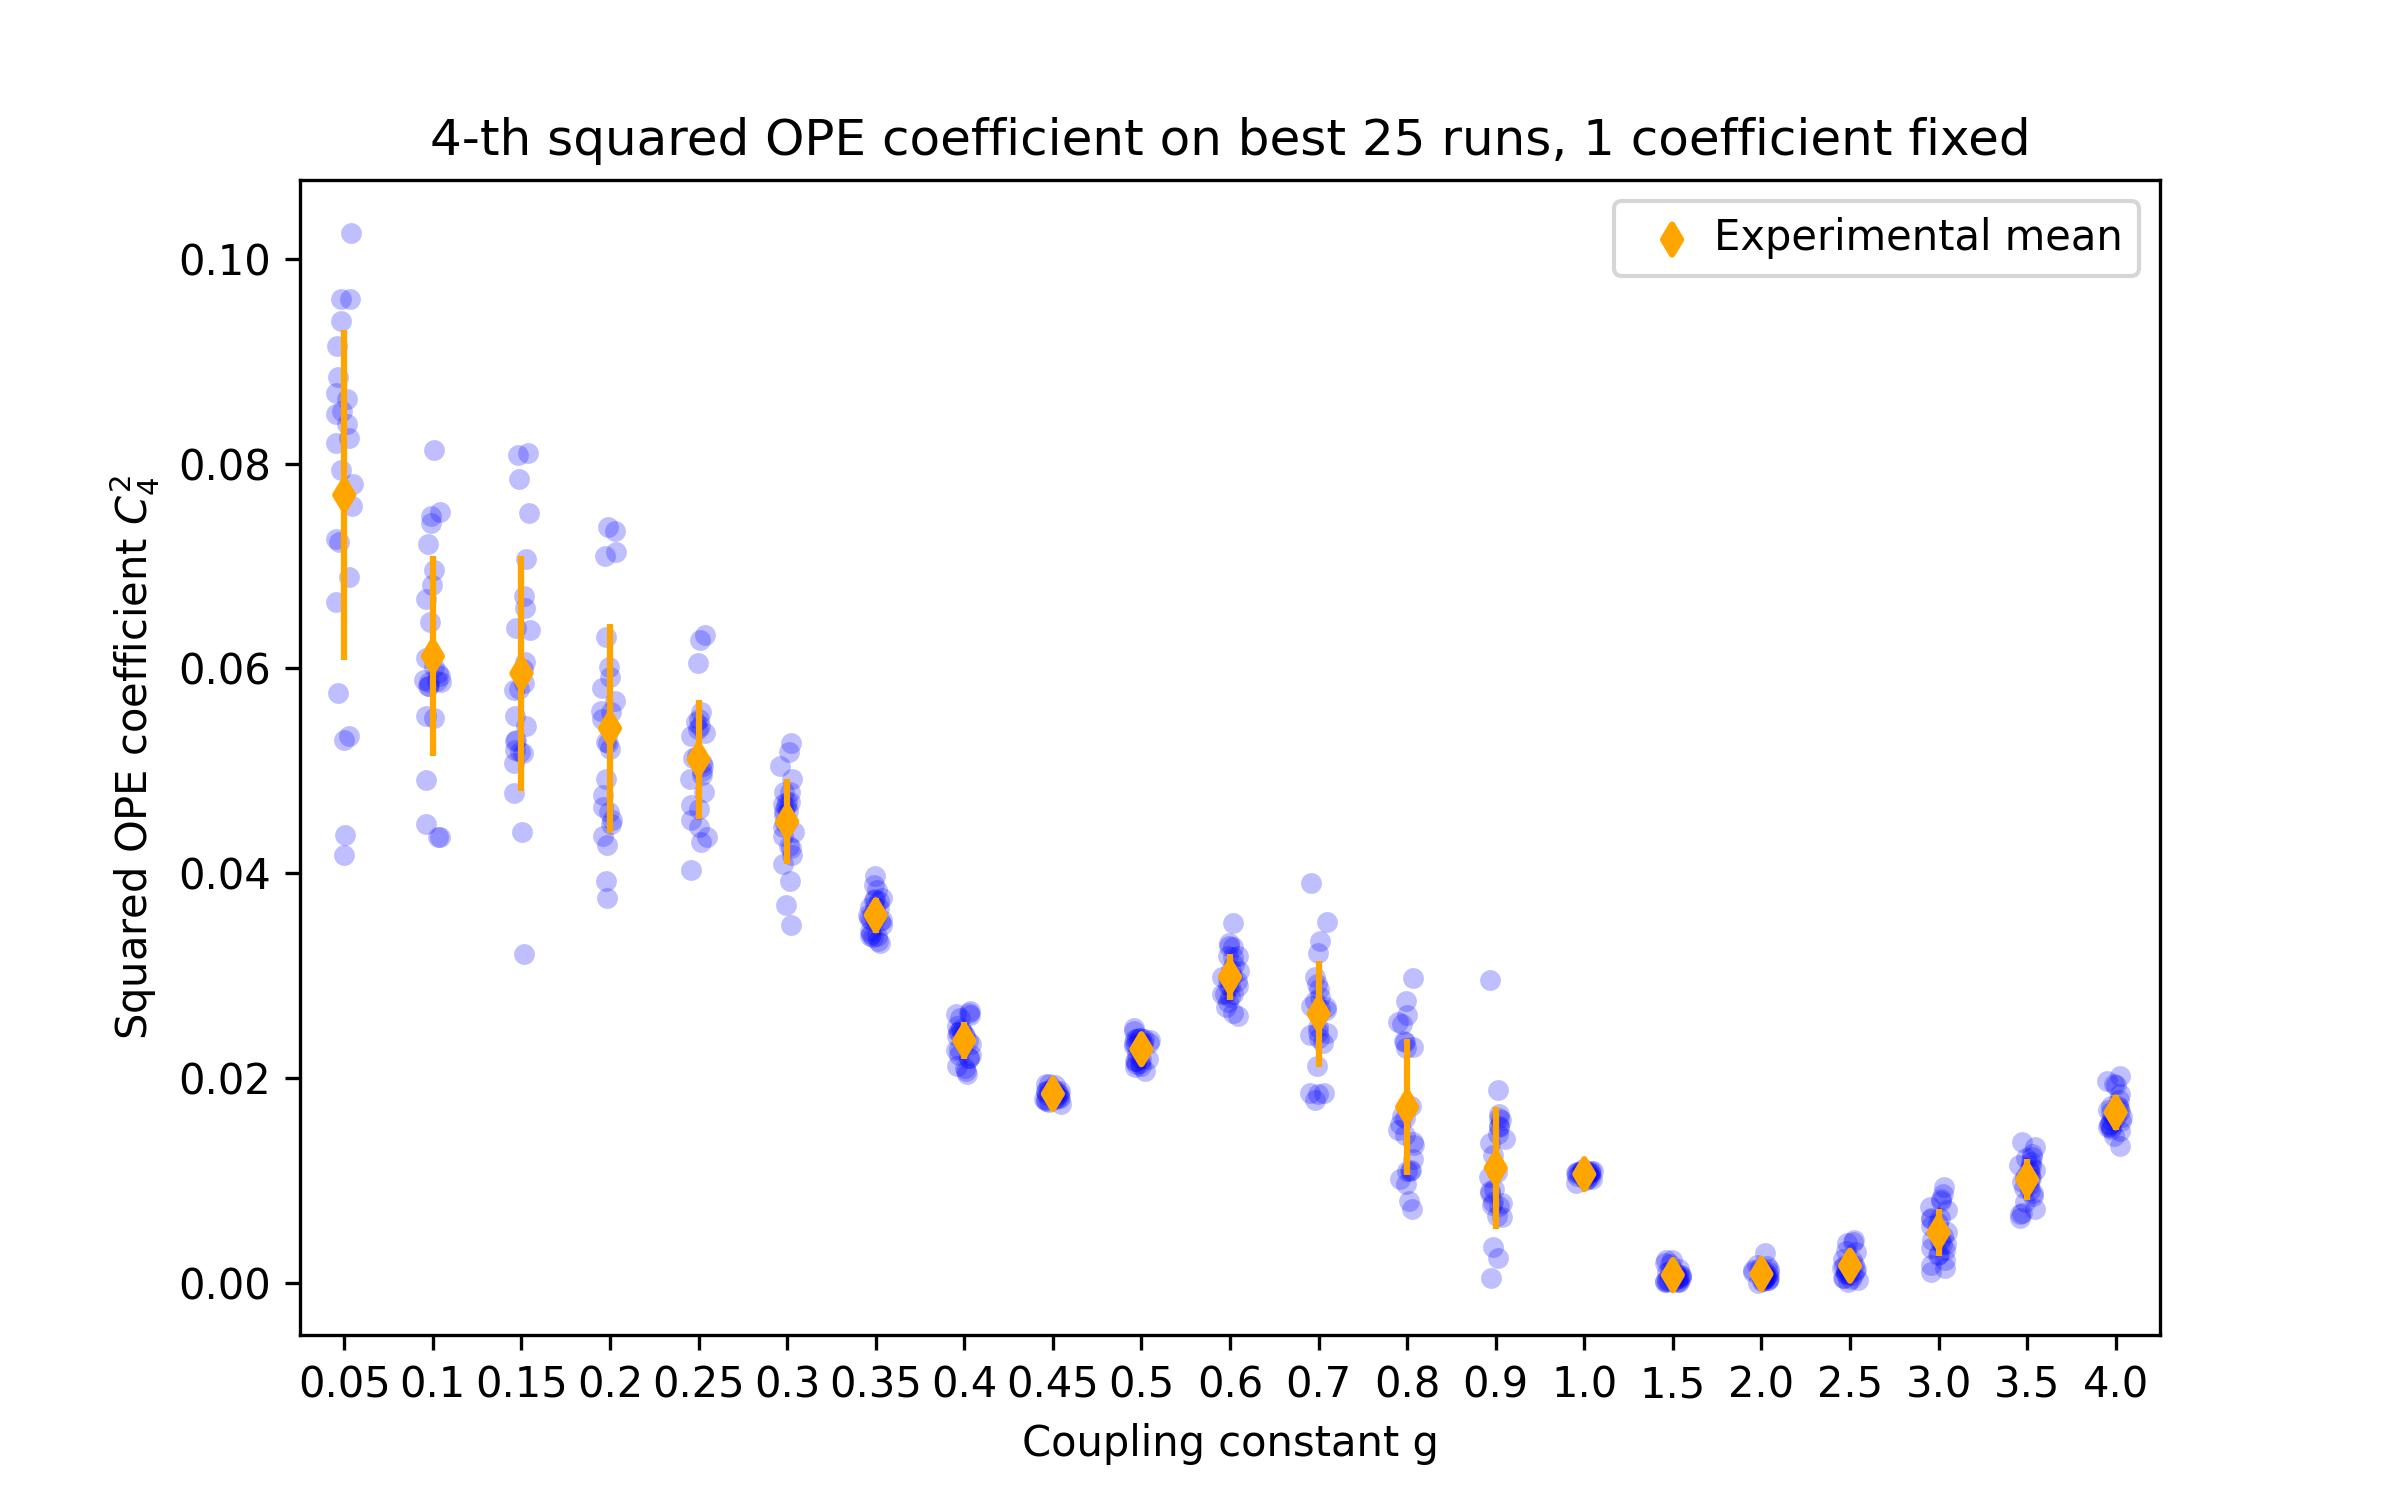 4-th squared OPE coefficient on best 25 runs, 1 coefficient fixed
Experimental mean
Squared OPE coefficient $C_4^2$
0.10
0.08
0.06
0.04
0.02
0.00
0.05 0.1 0.15 0.2 0.25 0.3 0.35 0.4 0.45 0.5 0.6 0.7 0.8 0.9 1.0 1.5 2.0 2.5 3.0 3.5 4.0
Coupling constant g